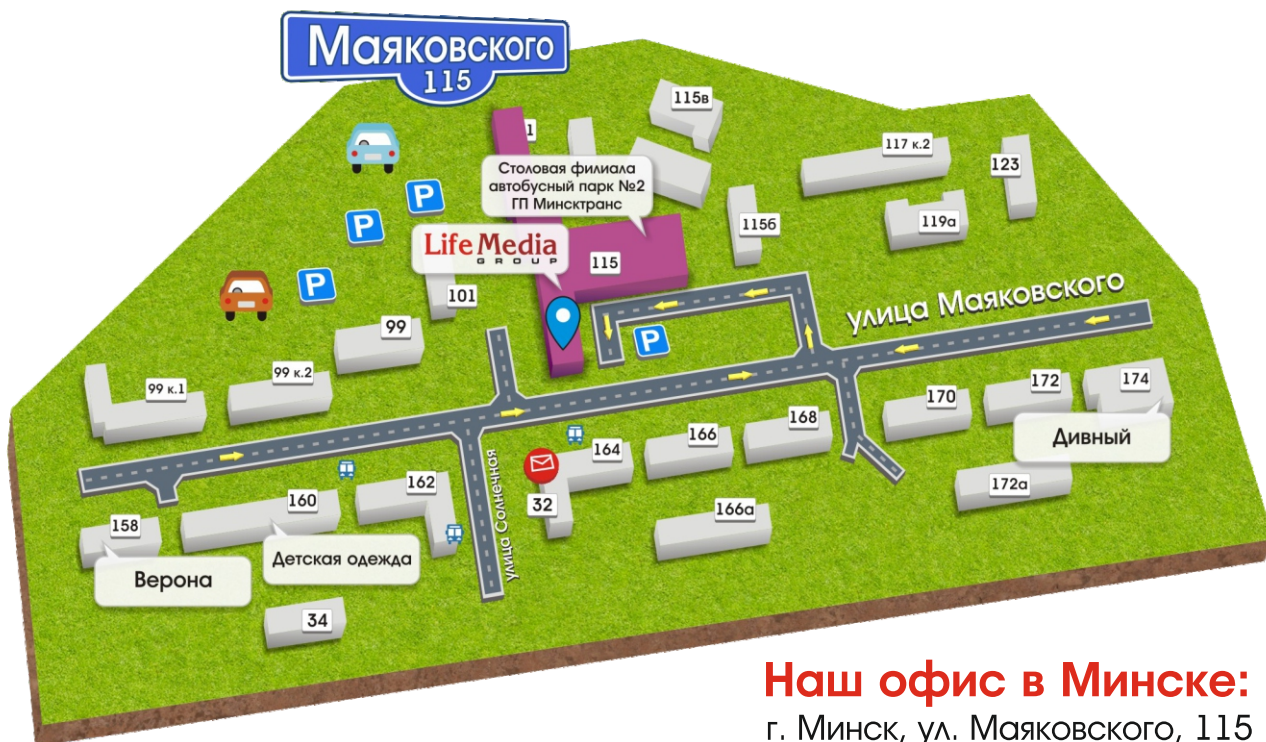 Маяковского
115
115в
1
117 к.2
123
Столовая филиала
автобусный парк №2
ГП Минсктранс
P
P
119а
115б
Life Media
GROUP
115
P
101
улица Маяковского
99
P
99 к.2
99 к.1
172
174
170
168
166
Дивный
164
162
172а
160
32
166а
улица Солнечная
158
Детская одежда
Верона
34
Наш офис в Минске:
г. Минск, ул. Маяковского, 115